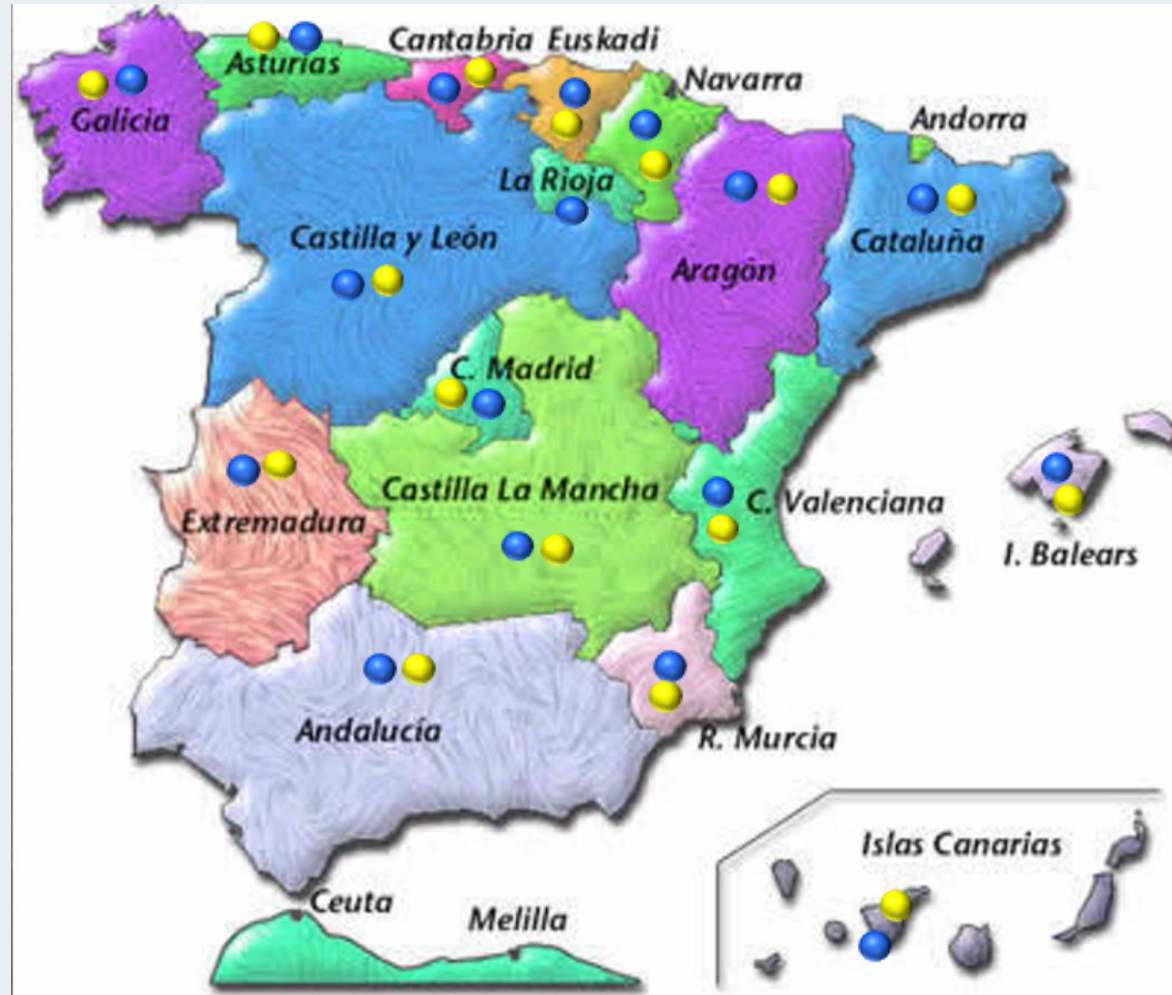 Cantabria
Euskadi
Asturias
Navarra
Galicia
Andorra
La Rioja
Castilla y León
Cataluña
Aragón
C. Madrid
Castilla La Mancha
C. Valenciana
Extremadura
I. Balears
Andalucía
R. Murcia
Islas Canarias
Ceuta
Melilla